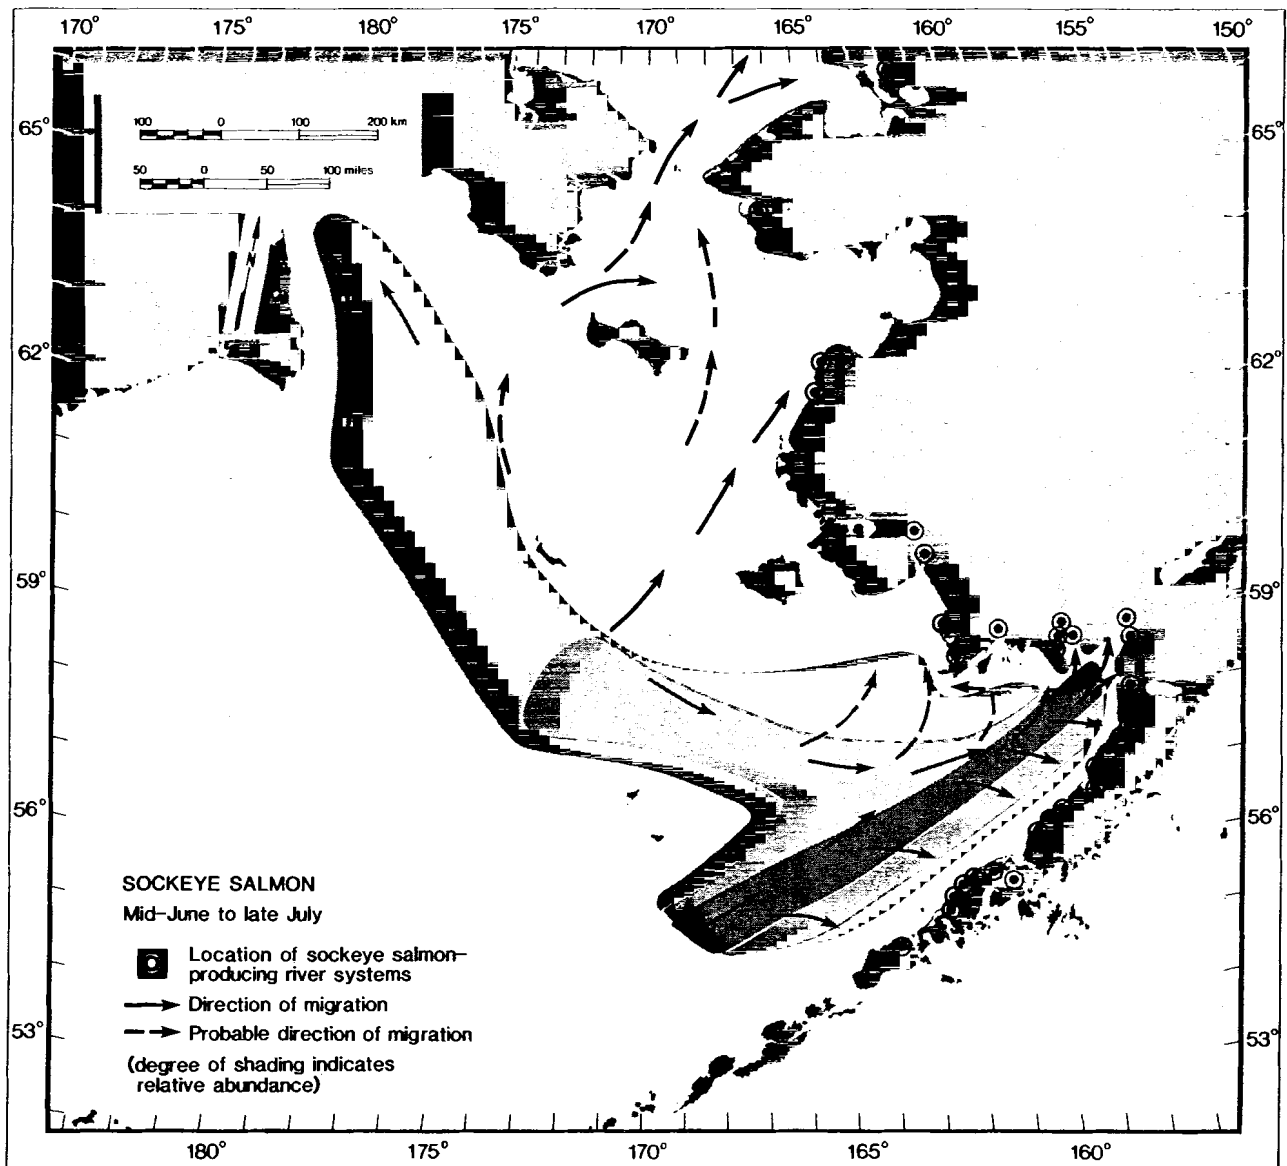 170° 175° 180° 175° 170° 165° 160° 155° 150°
100 0 100 200 km
50 0 50 100 miles
65° 65°
N
62° 62°
59° 59°
56° 56°
SOCKEYE SALMON
Mid-June to late July
Location of sockeye salmon-
producing river systems
Direction of migration
Probable direction of migration
(degree of shading indicates
relative abundance)
53° 53°
180° 175° 170° 165° 160°